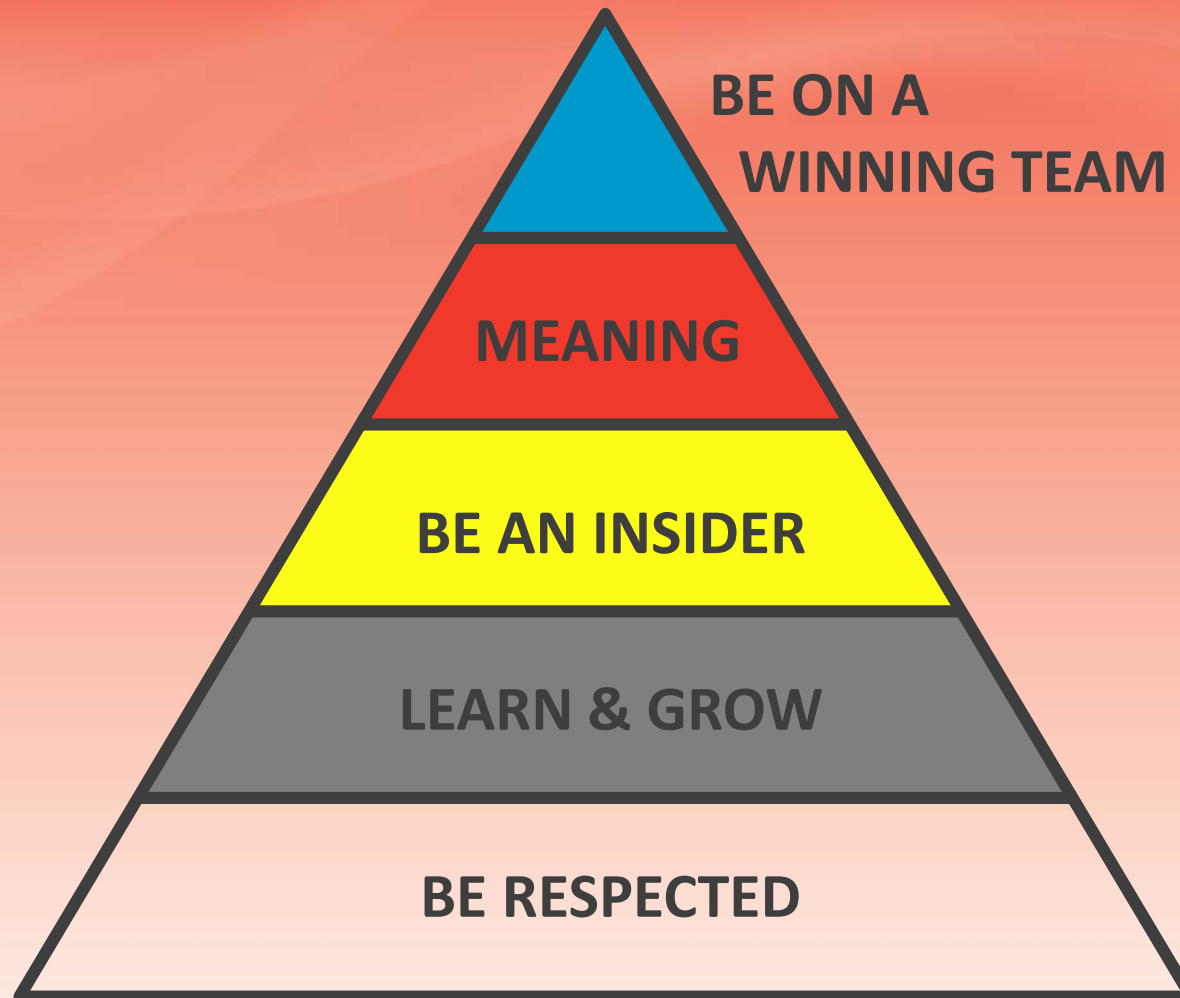 BE ON A
WINNING TEAM
MEANING
BE AN INSIDER
LEARN & GROW
BE RESPECTED